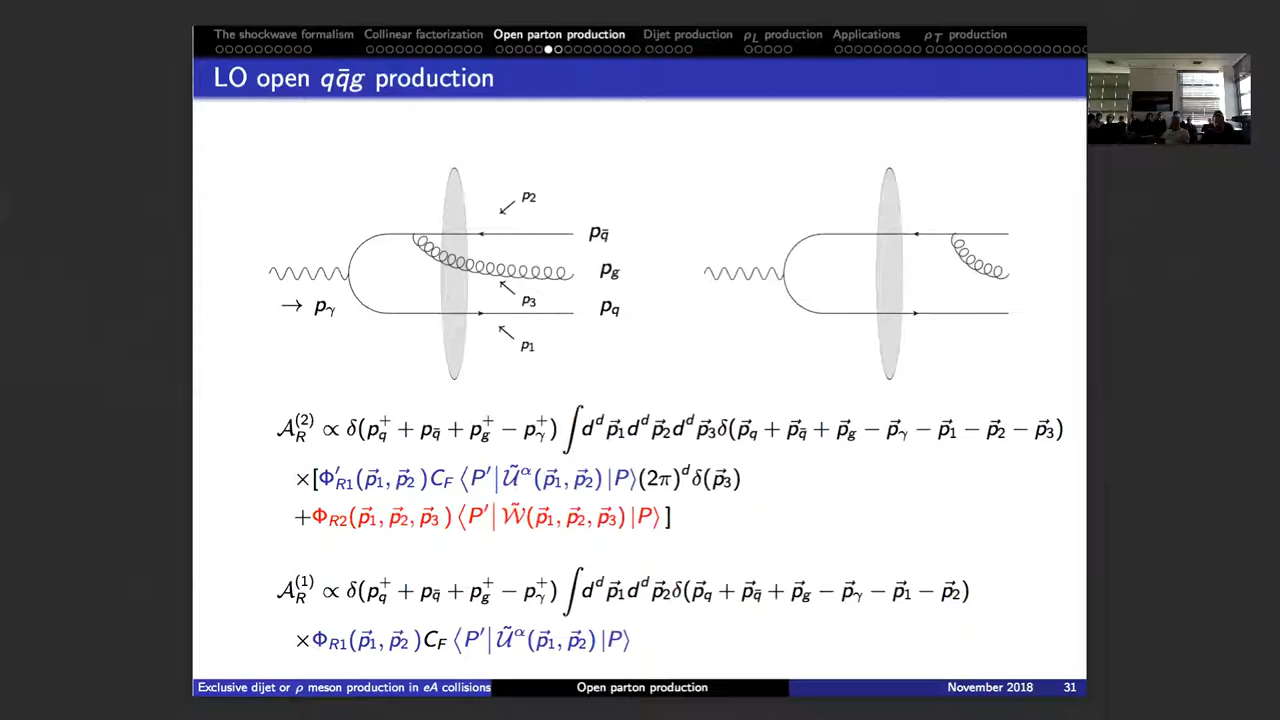 The shockwave formalism Collinear factorization Open parton production Dijet production ρ_L production Applications ρ_T production
LO open qq̄g production
p₂
p_q̄
p_g
→ p_γ
p₃
p_q
p₁
𝒜_R^(2) ∝ δ(p_q^+ + p_q̄ + p_g^+ − p_γ^+) ∫ d^d p⃗₁ d^d p⃗₂ d^d p⃗₃ δ(p⃗_q + p⃗_q̄ + p⃗_g − p⃗_γ − p⃗₁ − p⃗₂ − p⃗₃)
×[Φ′_R1(p⃗₁, p⃗₂) C_F ⟨P′| 𝒰̃^α(p⃗₁, p⃗₂) |P⟩ (2π)^d δ(p⃗₃)
+Φ_R2(p⃗₁, p⃗₂, p⃗₃) ⟨P′| 𝒲̃(p⃗₁, p⃗₂, p⃗₃) |P⟩ ]
𝒜_R^(1) ∝ δ(p_q^+ + p_q̄ + p_g^+ − p_γ^+) ∫ d^d p⃗₁ d^d p⃗₂ δ(p⃗_q + p⃗_q̄ + p⃗_g − p⃗_γ − p⃗₁ − p⃗₂)
×Φ_R1(p⃗₁, p⃗₂) C_F ⟨P′| 𝒰̃^α(p⃗₁, p⃗₂) |P⟩
Exclusive dijet or ρ meson production in eA collisions Open parton production November 2018 31